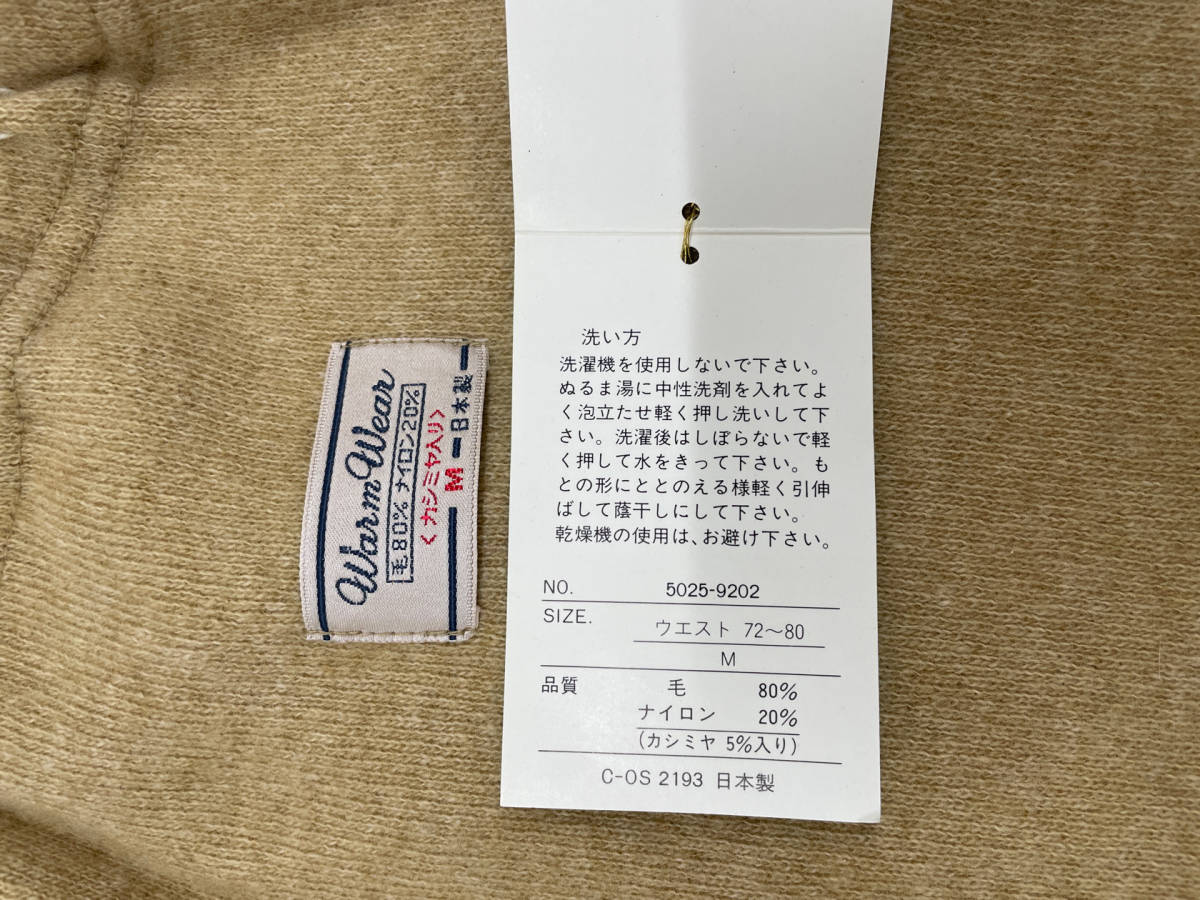 Warm Wear
毛80% ナイロン20%
<カシミヤ入り>
M 日本製
洗い方
洗濯機を使用しないで下さい。
ぬるま湯に中性洗剤を入れてよ
く泡立たせ軽く押し洗いして下
さい。洗濯後はしぼらないで軽
く押して水をきって下さい。も
との形にととのえる様軽く引伸
ばして蔭干しにして下さい。
乾燥機の使用は、お避け下さい。
NO. 5025-9202
SIZE. ウエスト 72〜80
M
品質 毛 80%
ナイロン 20%
(カシミヤ 5%入り)
C-OS 2193 日本製